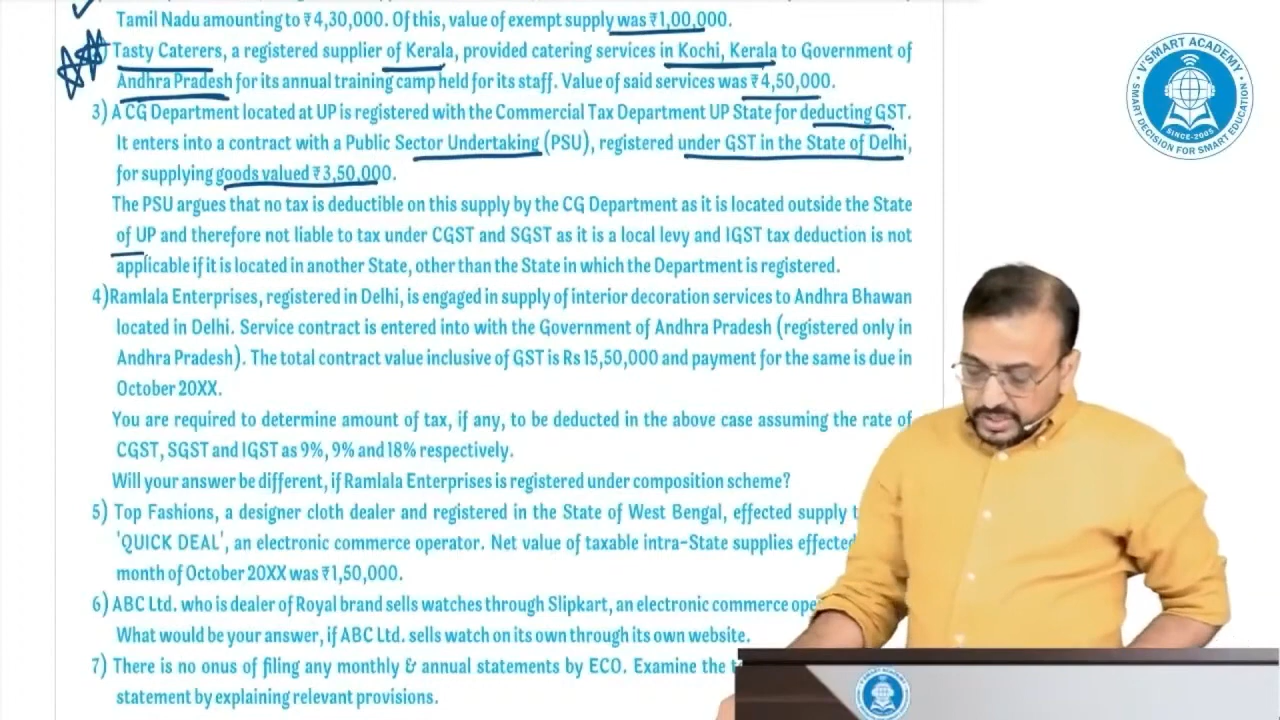 Tamil Nadu amounting to ₹4,30,000. Of this, value of exempt supply was ₹1,00,000.
Tasty Caterers, a registered supplier of Kerala, provided catering services in Kochi, Kerala to Government of
Andhra Pradesh for its annual training camp held for its staff. Value of said services was ₹4,50,000.
3) A CG Department located at UP is registered with the Commercial Tax Department UP State for deducting GST.
It enters into a contract with a Public Sector Undertaking (PSU), registered under GST in the State of Delhi,
for supplying goods valued ₹3,50,000.
The PSU argues that no tax is deductible on this supply by the CG Department as it is located outside the State
of UP and therefore not liable to tax under CGST and SGST as it is a local levy and IGST tax deduction is not
applicable if it is located in another State, other than the State in which the Department is registered.
4)Ramlala Enterprises, registered in Delhi, is engaged in supply of interior decoration services to Andhra Bhawan
located in Delhi. Service contract is entered into with the Government of Andhra Pradesh (registered only in
Andhra Pradesh). The total contract value inclusive of GST is Rs 15,50,000 and payment for the same is due in
October 20XX.
You are required to determine amount of tax, if any, to be deducted in the above case assuming the rate of
CGST, SGST and IGST as 9%, 9% and 18% respectively.
Will your answer be different, if Ramlala Enterprises is registered under composition scheme?
5) Top Fashions, a designer cloth dealer and registered in the State of West Bengal, effected supply
'QUICK DEAL', an electronic commerce operator. Net value of taxable intra-State supplies effected
month of October 20XX was ₹1,50,000.
6) ABC Ltd. who is dealer of Royal brand sells watches through Slipkart, an electronic commerce
What would be your answer, if ABC Ltd. sells watch on its own through its own website.
7) There is no onus of filing any monthly & annual statements by ECO. Examine the
statement by explaining relevant provisions.
V'SMART ACADEMY
SINCE-2005
SMART DECISION FOR SMART EDUCATION